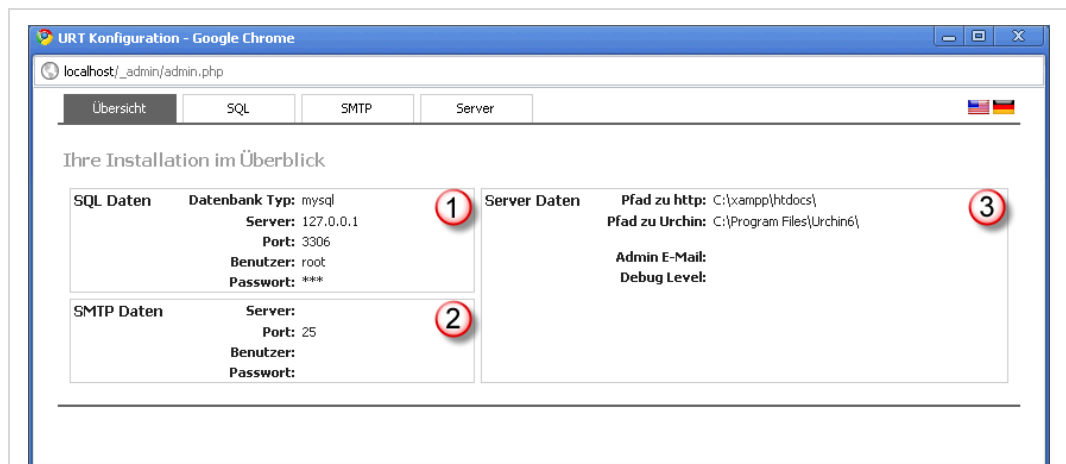 URT Konfiguration - Google Chrome
localhost/_admin/admin.php
Übersicht SQL SMTP Server
Ihre Installation im Überblick
SQL Daten
Datenbank Typ: mysql
Server: 127.0.0.1
Port: 3306
Benutzer: root
Passwort: ***
1
SMTP Daten
Server:
Port: 25
Benutzer:
Passwort:
2
Server Daten
Pfad zu http: C:\xampp\htdocs\
Pfad zu Urchin: C:\Program Files\Urchin6\
Admin E-Mail:
Debug Level:
3